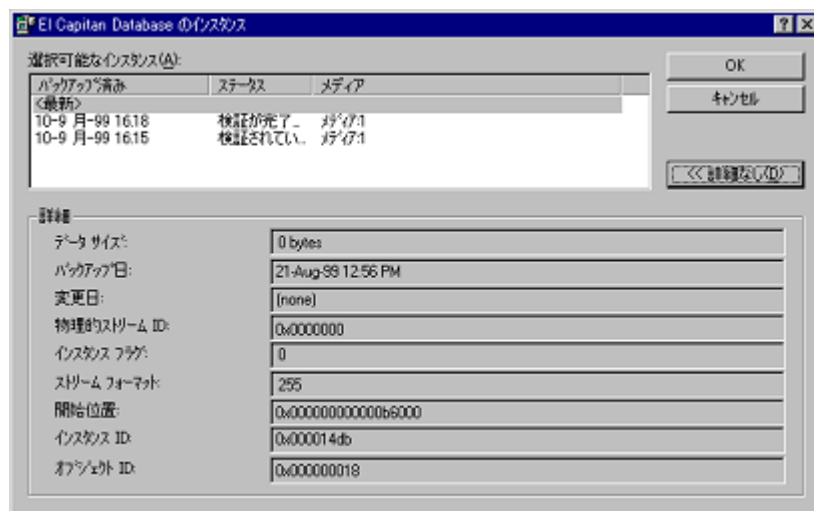 El Capitan Database のインスタンス
選択可能なインスタンス(A):
バックアップ済み ステータス メディア
<最新>
10-9 月-99 16:18 検証が完了... メディア:1
10-9 月-99 16:15 検証されてい... メディア:1
OK
キャンセル
<< 詳細なし(D)
詳細
データ サイズ: 0 bytes
バックアップ日: 21-Aug-99 12:56 PM
変更日: (none)
物理的ストリーム ID: 0x0000000
インスタンス フラグ: 0
ストリーム フォーマット: 255
開始位置: 0x000000000000b6000
インスタンス ID: 0x000014db
オブジェクト ID: 0x000000018